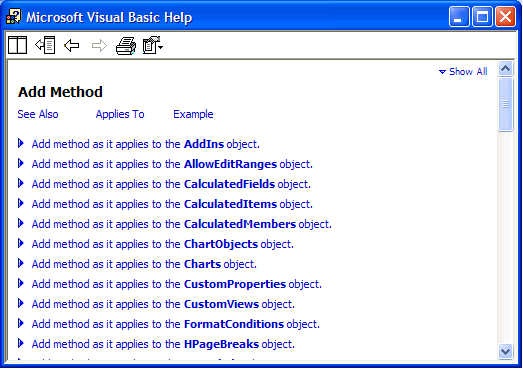 Microsoft Visual Basic Help
Show All
Add Method
See Also Applies To Example
Add method as it applies to the AddIns object.
Add method as it applies to the AllowEditRanges object.
Add method as it applies to the CalculatedFields object.
Add method as it applies to the CalculatedItems object.
Add method as it applies to the CalculatedMembers object.
Add method as it applies to the ChartObjects object.
Add method as it applies to the Charts object.
Add method as it applies to the CustomProperties object.
Add method as it applies to the CustomViews object.
Add method as it applies to the FormatConditions object.
Add method as it applies to the HPageBreaks object.